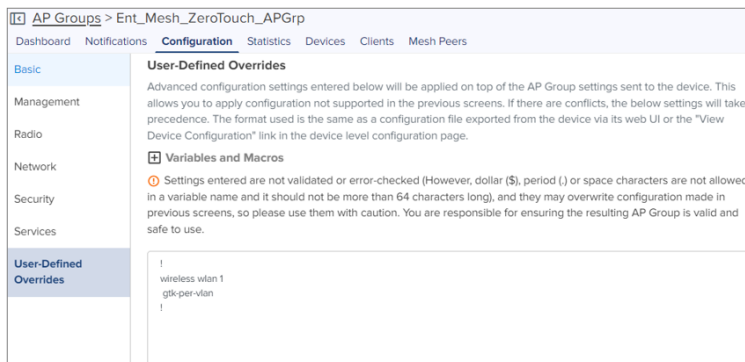 AP Groups > Ent_Mesh_ZeroTouch_APGrp
Dashboard Notifications Configuration Statistics Devices Clients Mesh Peers
Basic
Management
Radio
Network
Security
Services
User-Defined
Overrides
User-Defined Overrides
Advanced configuration settings entered below will be applied on top of the AP Group settings sent to the device. This
allows you to apply configuration not supported in the previous screens. If there are conflicts, the below settings will take
precedence. The format used is the same as a configuration file exported from the device via its web UI or the "View
Device Configuration" link in the device level configuration page.
Variables and Macros
Settings entered are not validated or error-checked (However, dollar ($), period (.) or space characters are not allowed
in a variable name and it should not be more than 64 characters long), and they may overwrite configuration made in
previous screens, so please use them with caution. You are responsible for ensuring the resulting AP Group is valid and
safe to use.
!
wireless wlan 1
gtk-per-vlan
!